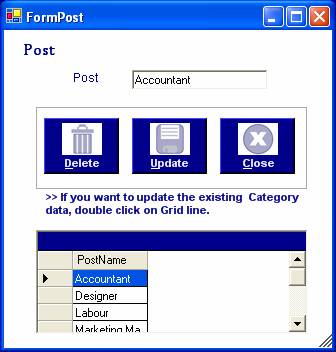 FormPost
Post
Post Accountant
Delete Update Close
>> If you want to update the existing Category
data, double click on Grid line.
PostName
Accountant
Designer
Labour
Marketing Ma